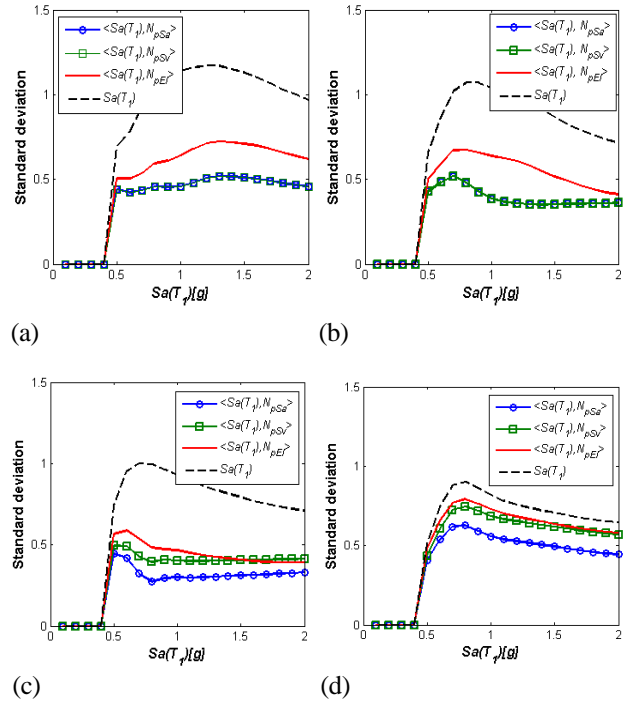 1.5
1
0.5
0
Standard deviation
<Sa(T1), NpSa>
<Sa(T1), NpSv>
<Sa(T1), NpEI>
Sa(T1)
0 0.5 1 1.5 2
Sa(T1)[g]
(a)
1.5
1
0.5
0
Standard deviation
<Sa(T1), NpSa>
<Sa(T1), NpSv>
<Sa(T1), NpEI>
Sa(T1)
0 0.5 1 1.5 2
Sa(T1)[g]
(b)
1.5
1
0.5
0
Standard deviation
<Sa(T1), NpSa>
<Sa(T1), NpSv>
<Sa(T1), NpEI>
Sa(T1)
0 0.5 1 1.5 2
Sa(T1)[g]
(c)
1.5
1
0.5
0
Standard deviation
<Sa(T1), NpSa>
<Sa(T1), NpSv>
<Sa(T1), NpEI>
Sa(T1)
0 0.5 1 1.5 2
Sa(T1)[g]
(d)